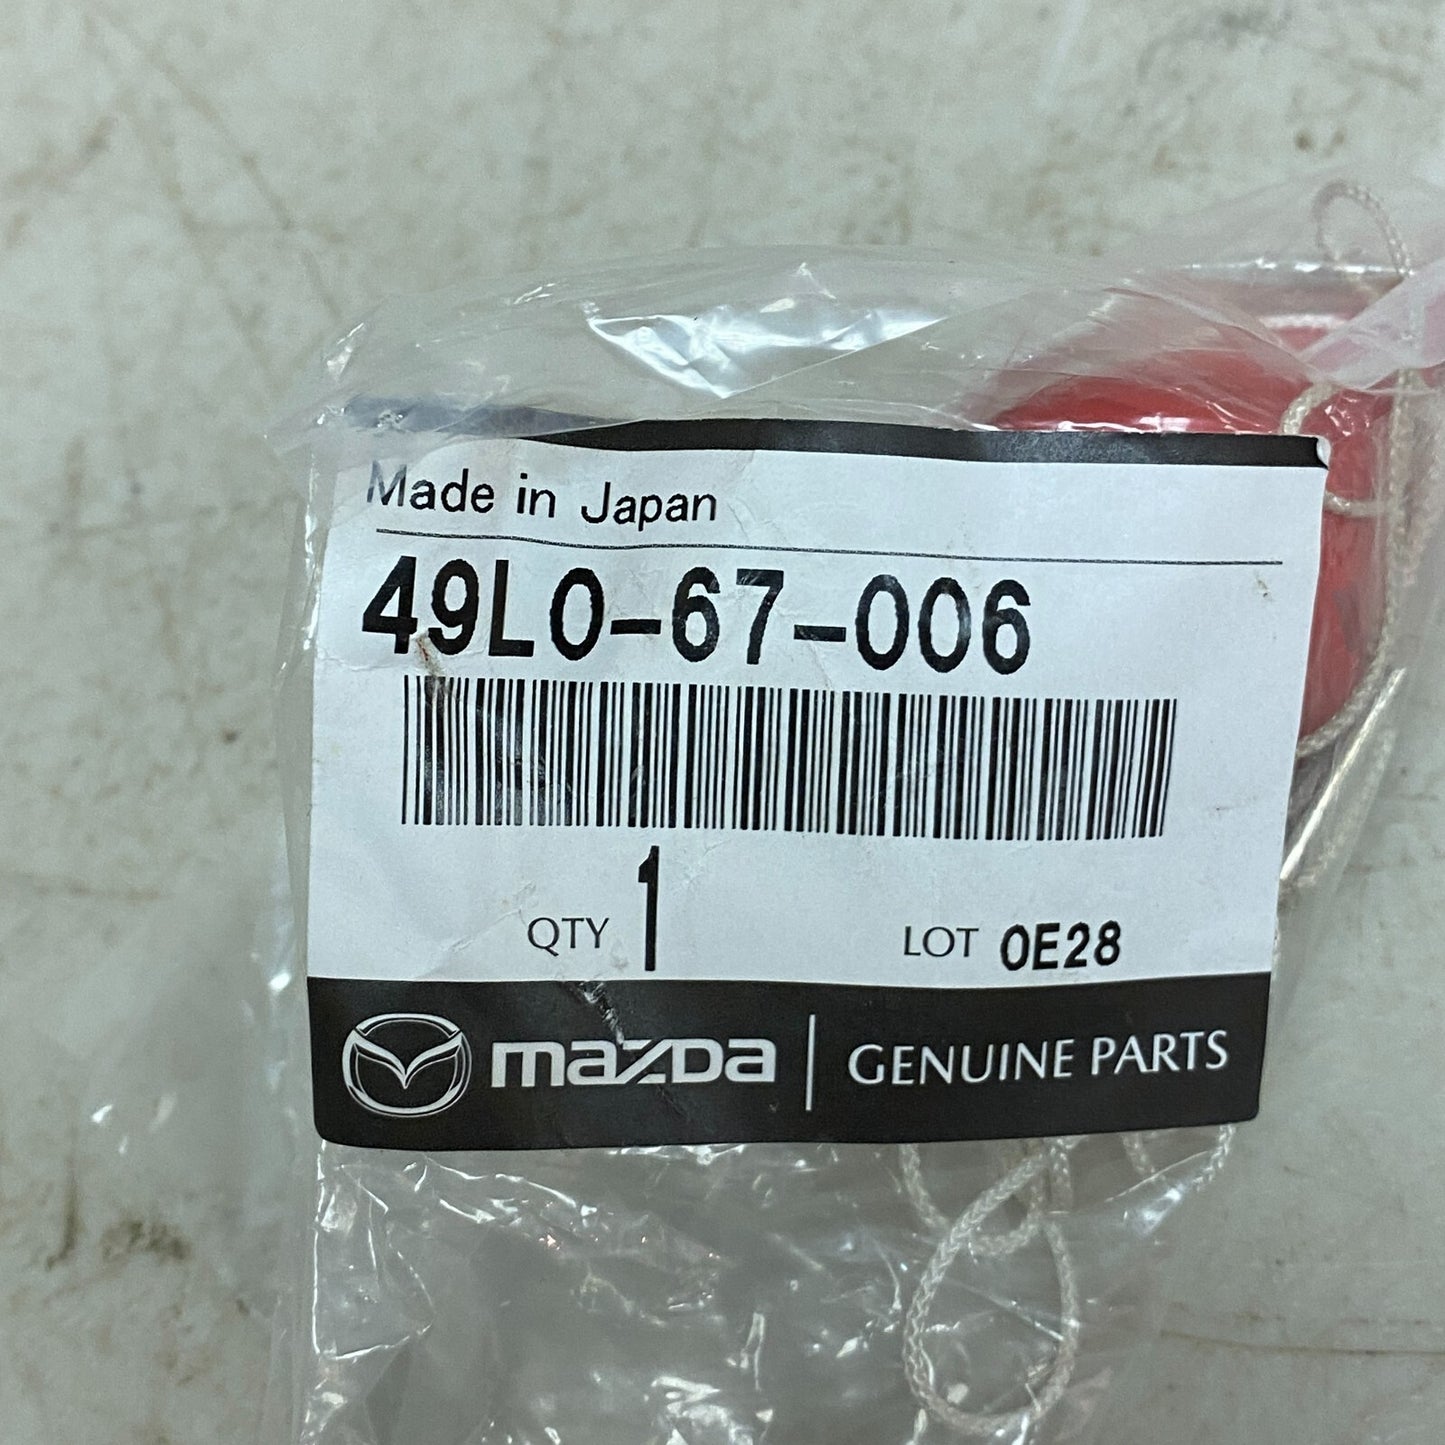 Made in Japan
49L0-67-006
QTY 1 LOT 0E28
mazda | GENUINE PARTS